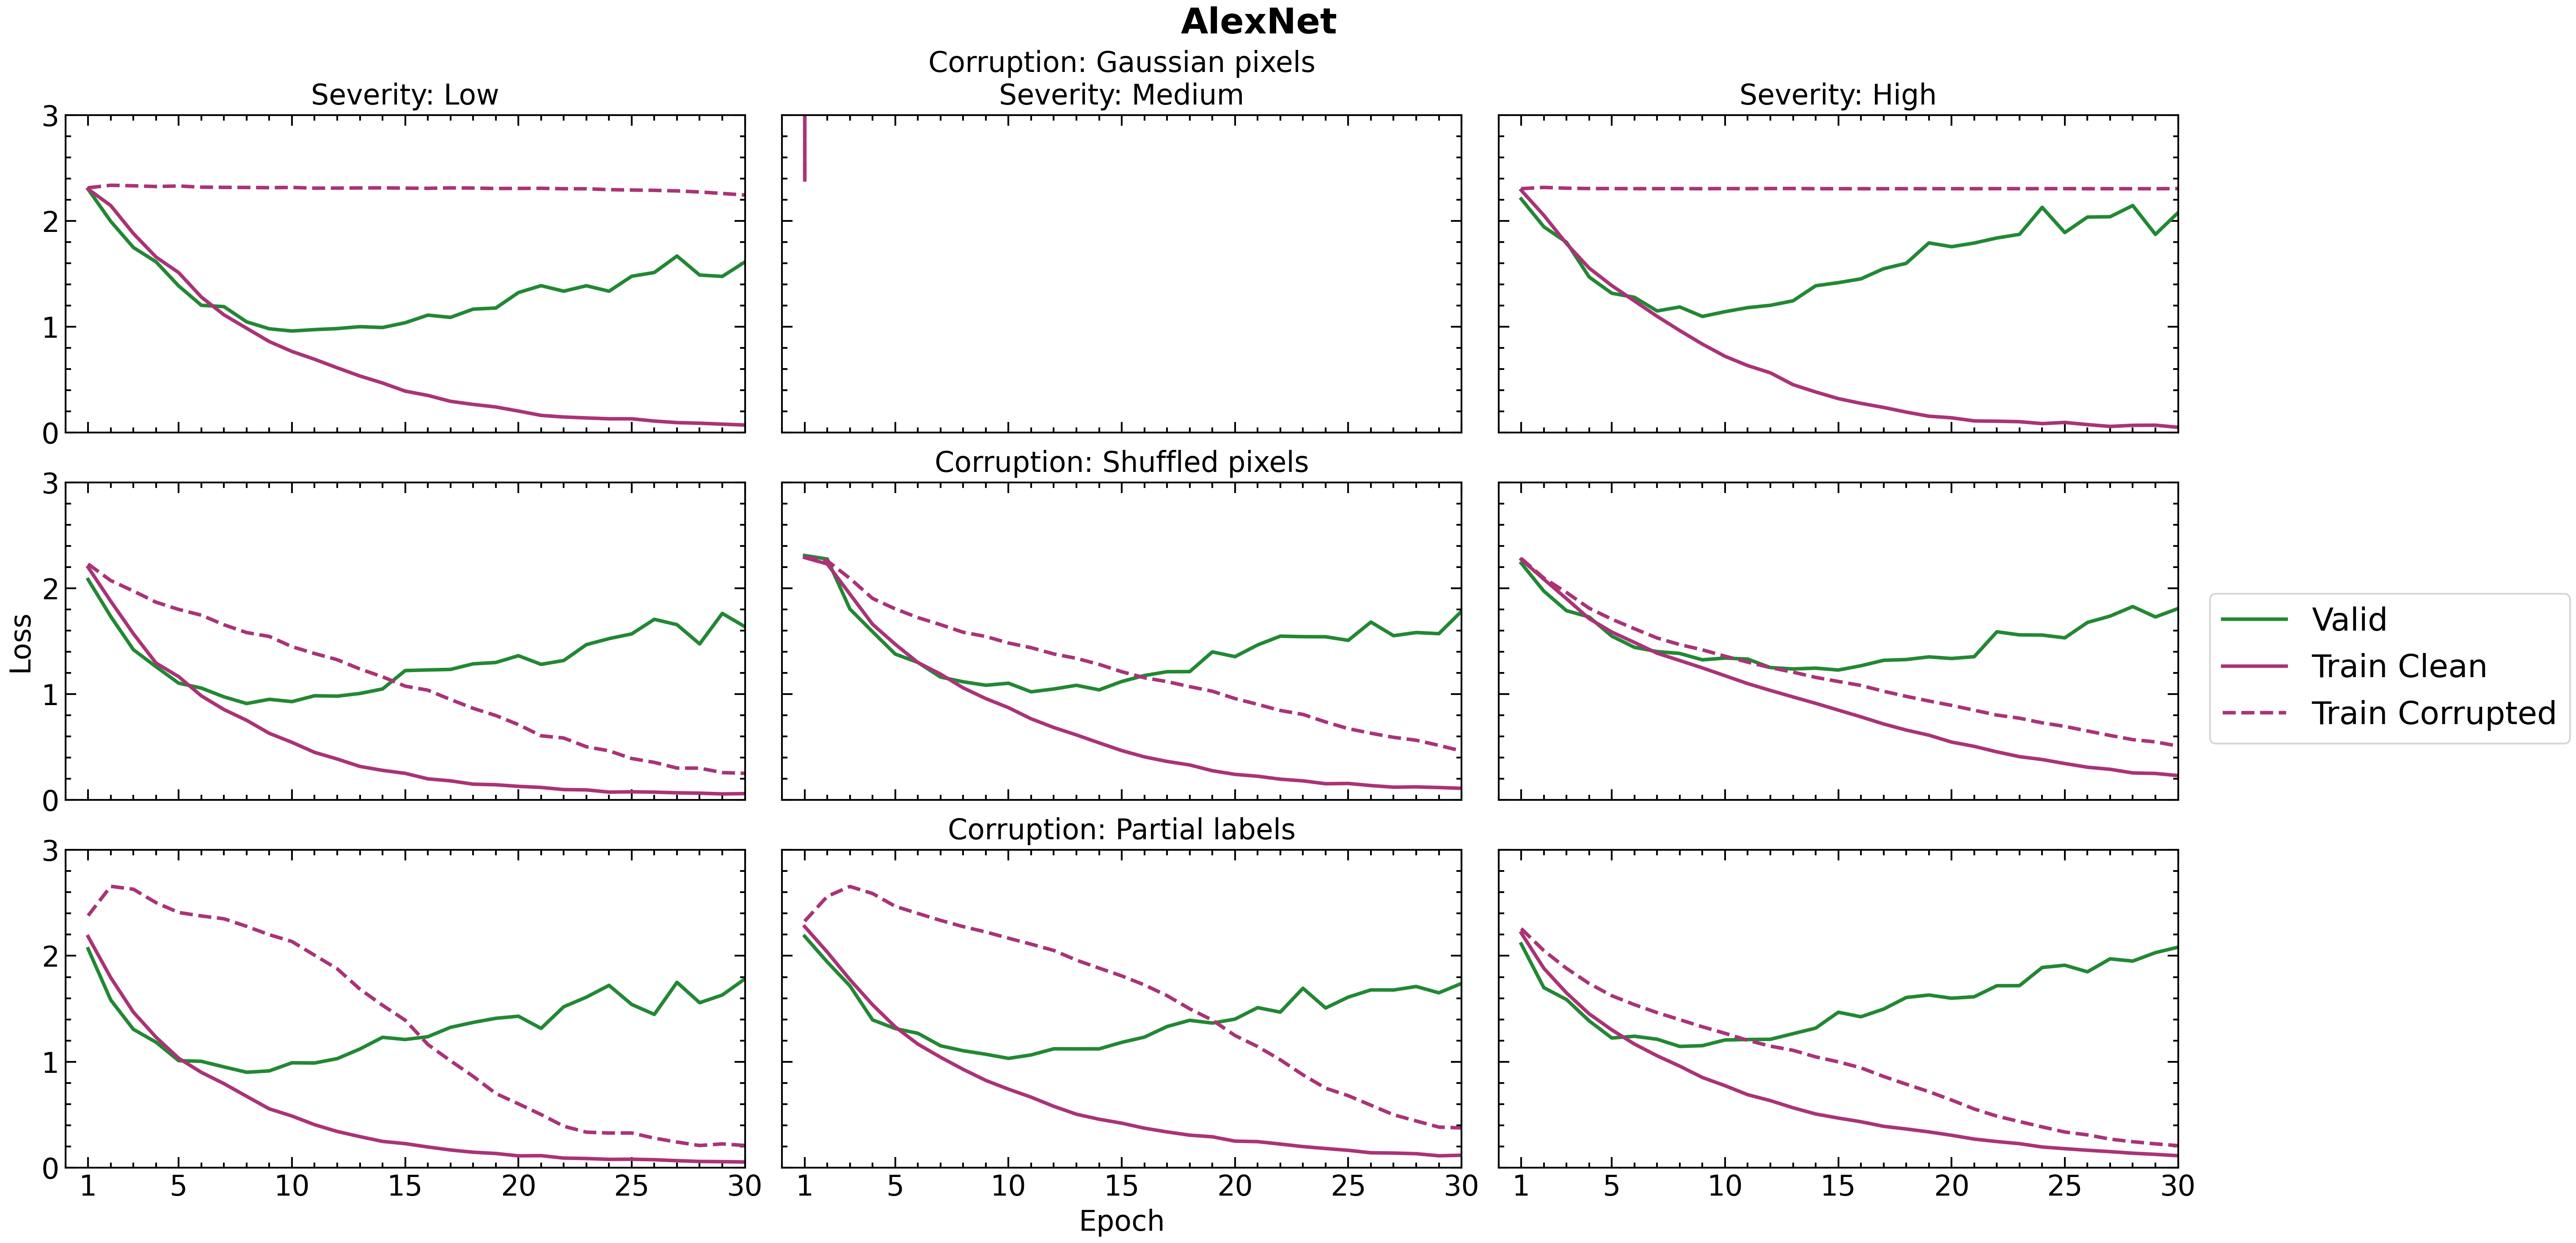 AlexNet
Corruption: Gaussian pixels
Severity: Low
Severity: Medium
Severity: High
3
2
1
0
Corruption: Shuffled pixels
3
2
1
0
Loss
Valid
Train Clean
Train Corrupted
Corruption: Partial labels
3
2
1
0
1 5 10 15 20 25 30
1 5 10 15 20 25 30
1 5 10 15 20 25 30
Epoch